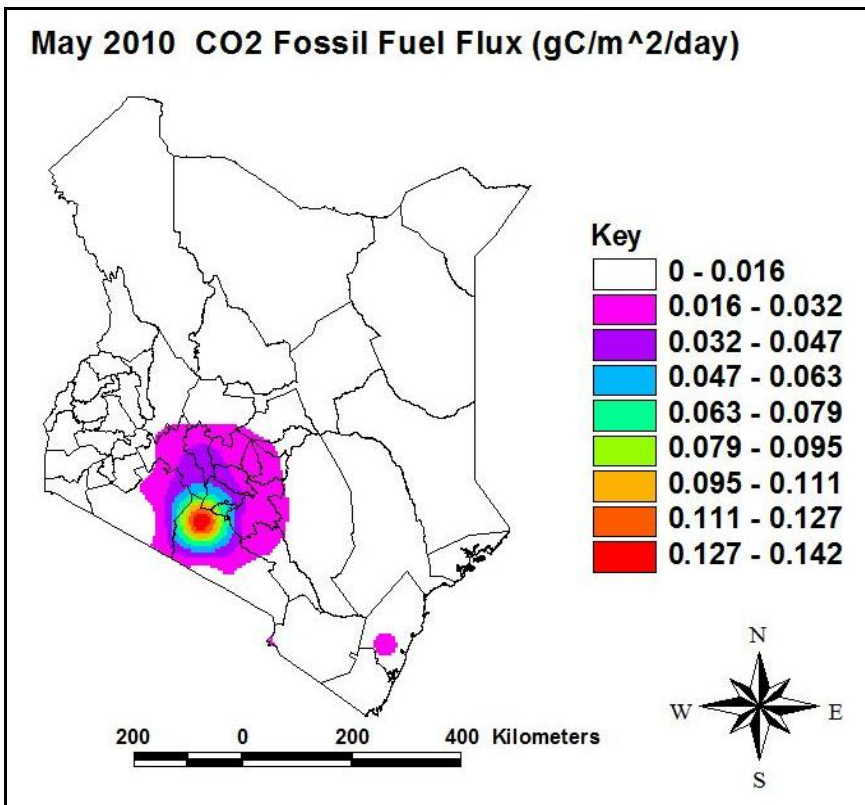 May 2010 CO2 Fossil Fuel Flux (gC/m^2/day)
Key
0 - 0.016
0.016 - 0.032
0.032 - 0.047
0.047 - 0.063
0.063 - 0.079
0.079 - 0.095
0.095 - 0.111
0.111 - 0.127
0.127 - 0.142
N
W E
S
200 0 200 400 Kilometers